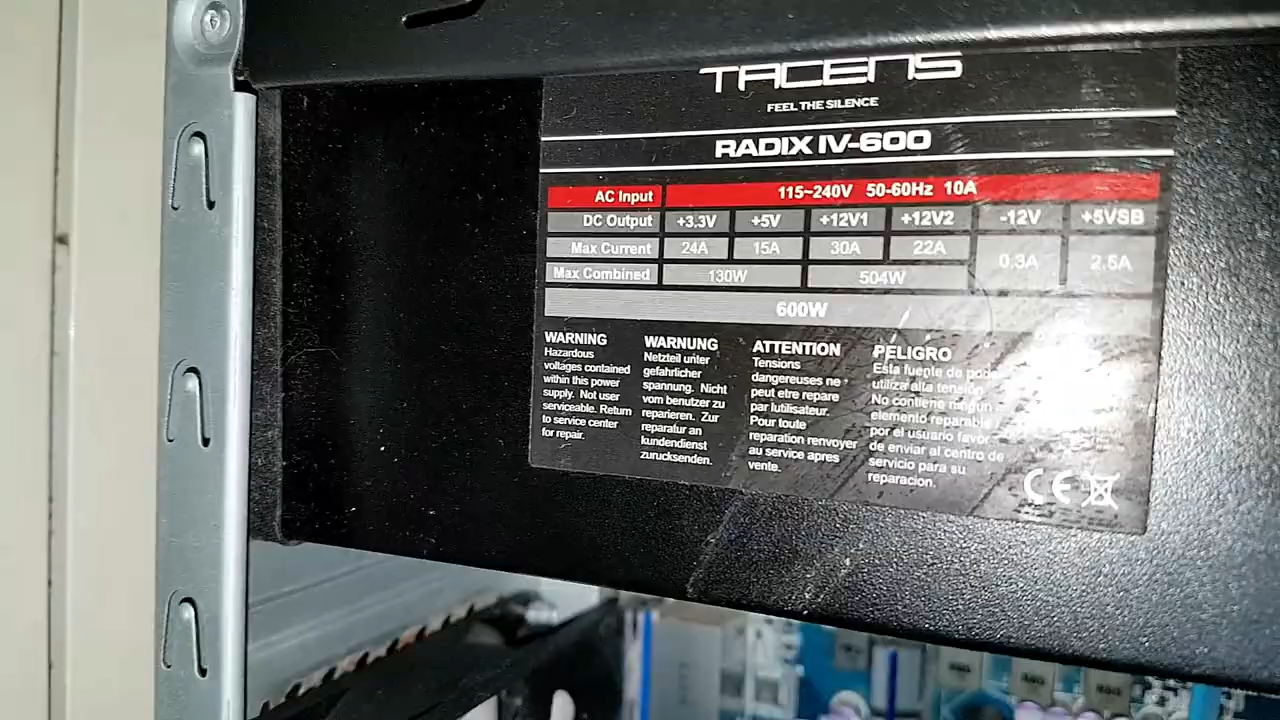 TACENS
FEEL THE SILENCE
RADIX IV-600
AC Input 115~240V 50-60Hz 10A
DC Output +3.3V +5V +12V1 +12V2 -12V +5VSB
Max Current 24A 15A 30A 22A 0.3A 2.5A
Max Combined 130W 504W
600W
WARNING
Hazardous
voltages contained
within this power
supply. Not user
serviceable. Return
to service center
for repair.
WARNUNG
Netzteil unter
gefahrlicher
spannung. Nicht
vom benutzer zu
reparieren. Zur
reparatur an
kundendienst
zurucksenden.
ATTENTION
Tensions
dangereuses ne
peut etre repare
par lutilisateur.
Pour toute
reparation renvoyer
au service apres
vente.
PELIGRO
Esta fuente de poder
utiliza alta tensión
No contiene ningun
elemento reparable
por el usuario favor
de enviar al centro de
servicio para su
reparacion.
CE